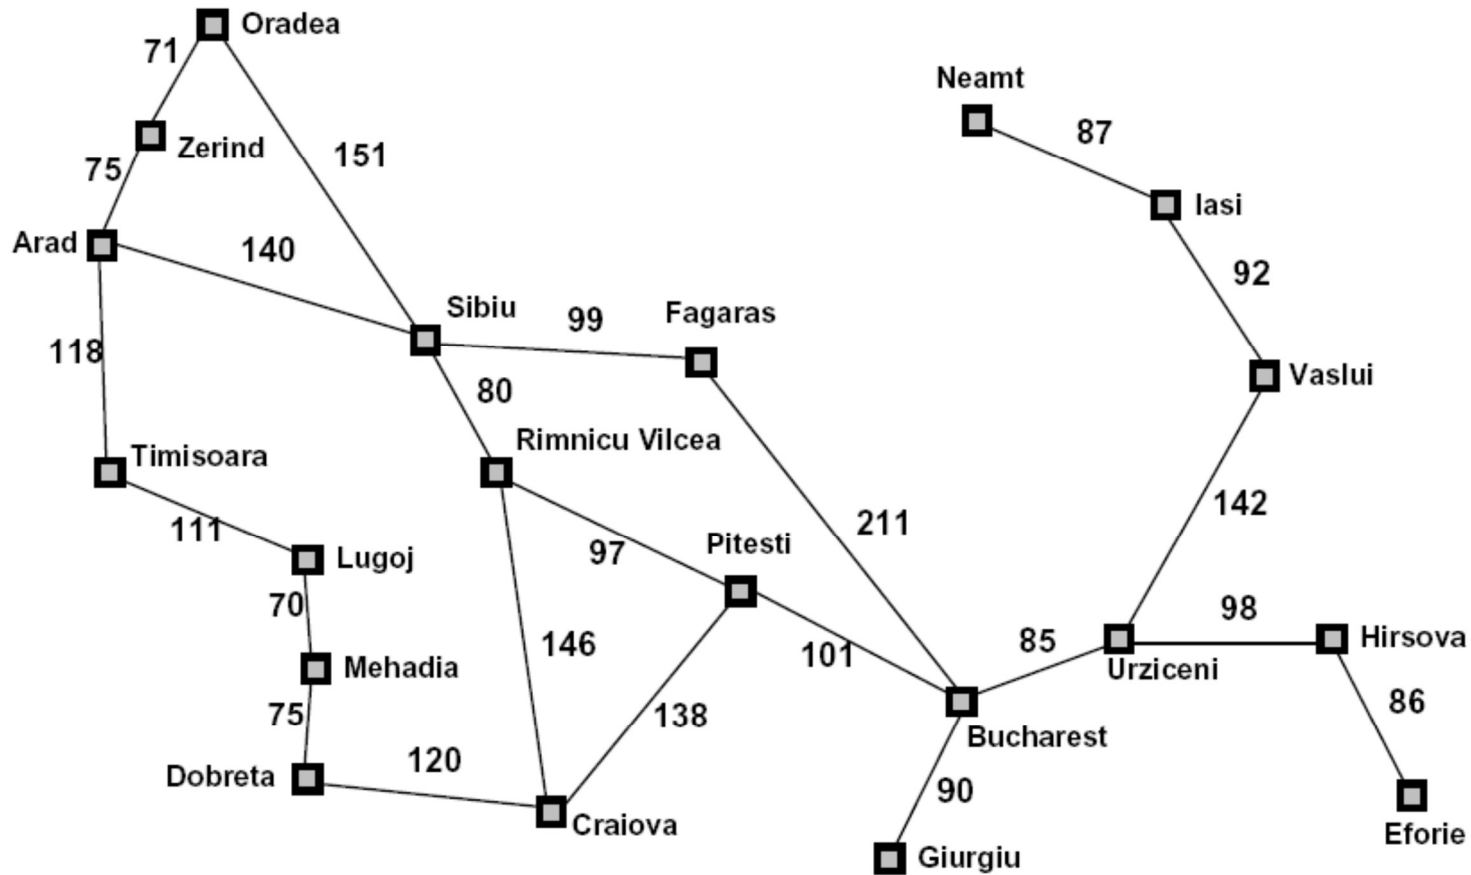 Oradea
71
Neamt
87
Zerind
151
75
Iasi
Arad
140
92
Sibiu
99
Fagaras
118
Vaslui
80
Rimnicu Vilcea
Timisoara
142
211
111
Pitesti
97
Lugoj
70
98
Hirsova
146
101
85
Urziceni
Mehadia
86
75
138
Bucharest
120
Dobreta
90
Craiova
Eforie
Giurgiu